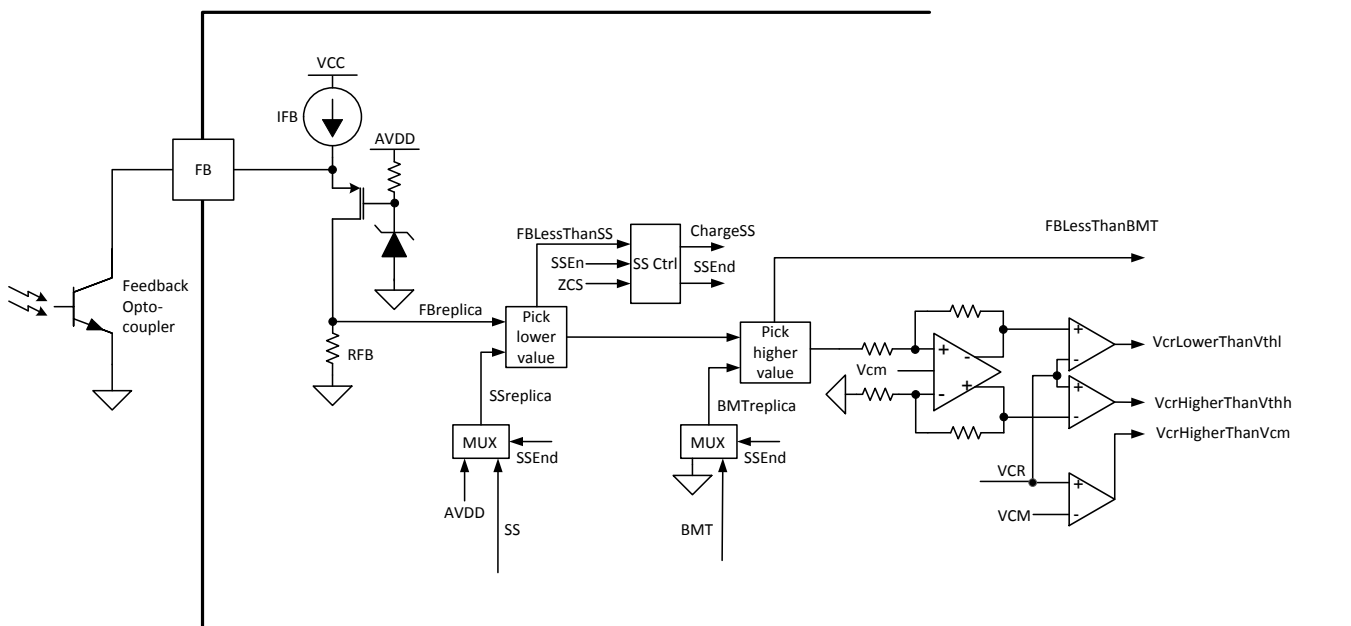 VCC
IFB
AVDD
FB
FBLessThanSS
ChargeSS
FBLessThanBMT
SSEn
SS Ctrl
SSEnd
ZCS
Feedback
Opto-
coupler
FBreplica
Pick
lower
value
Pick
higher
value
RFB
Vcm
+
-
+
-
+
-
+
-
VcrLowerThanVthl
SSreplica
BMTreplica
VcrHigherThanVthh
VcrHigherThanVcm
MUX
SSEnd
MUX
SSEnd
VCR
+
-
AVDD
SS
BMT
VCM